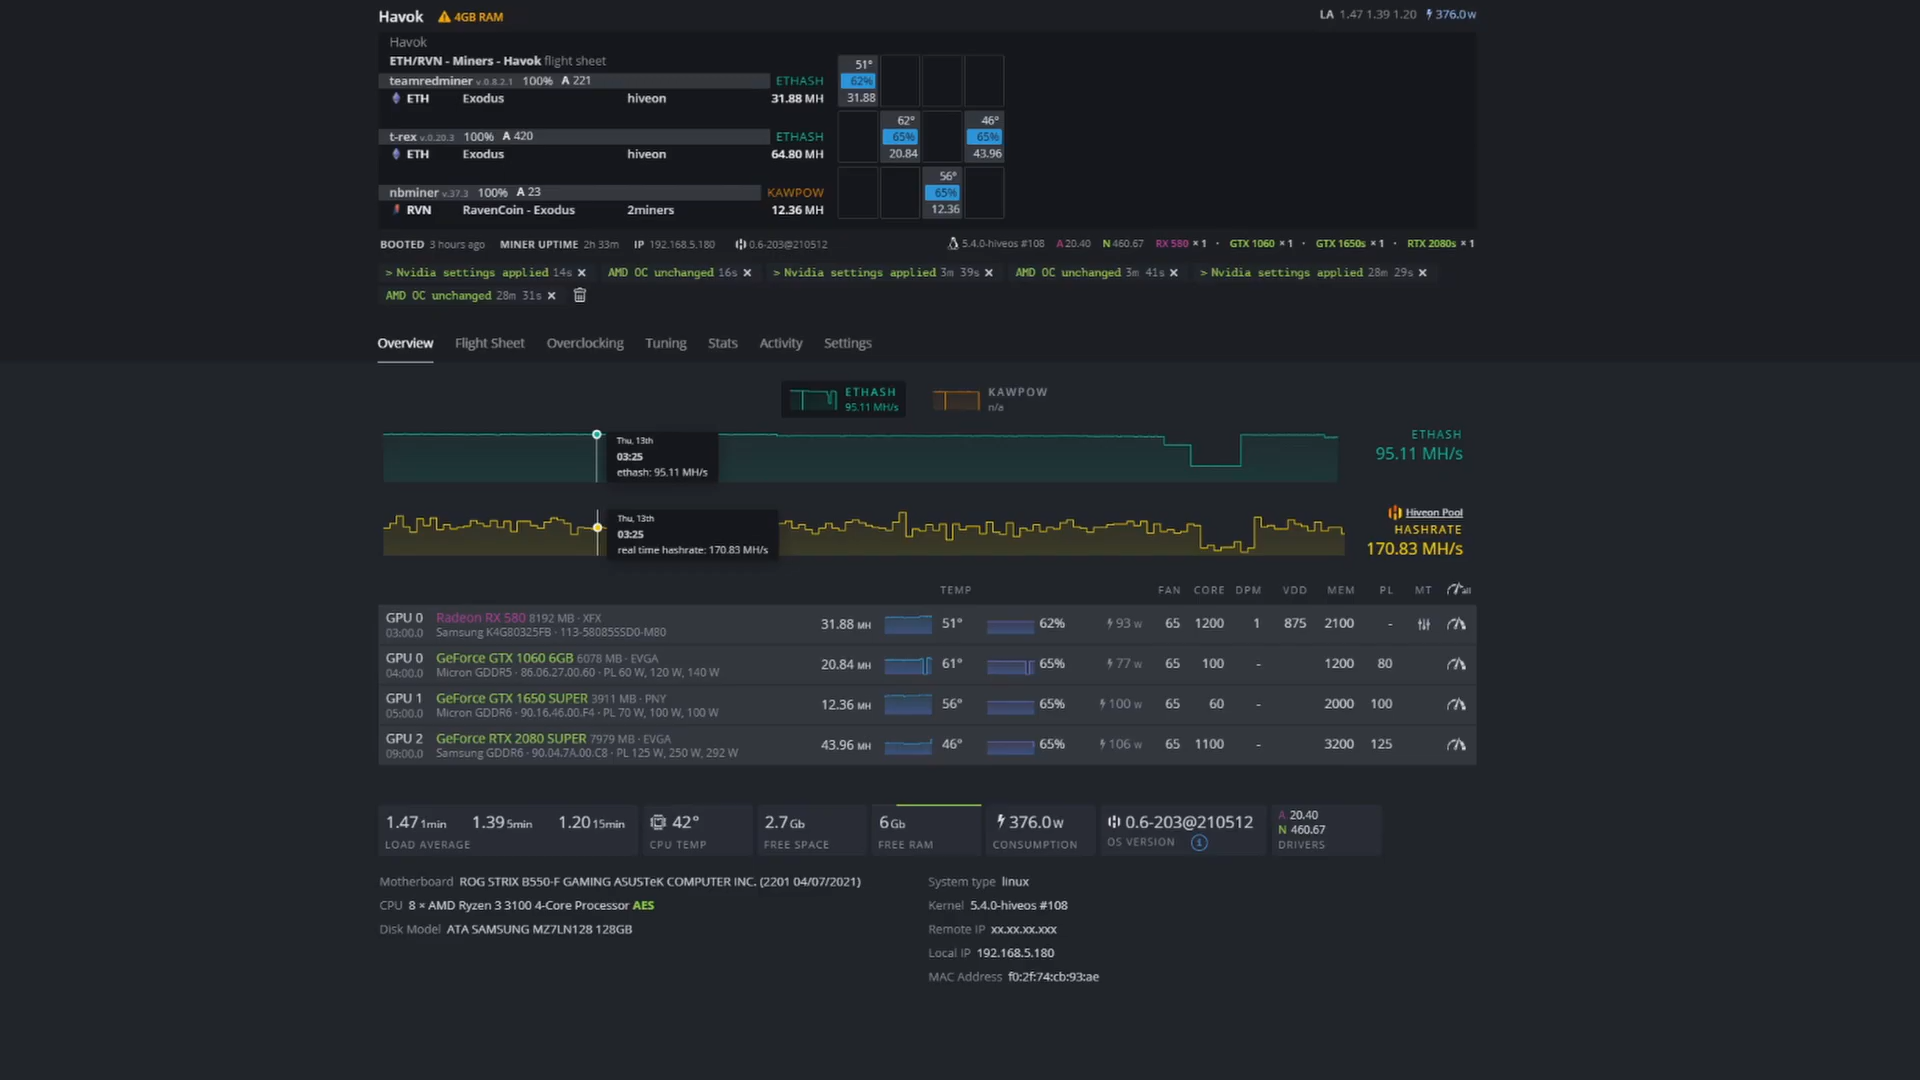 Havok 4GB RAM LA 1.47 1.39 1.20 376.0 W
Havok
ETH/RVN - Miners - Havok flight sheet
51°
teamredminer v.0.8.2.1 100% A 221 ETHASH 62%
ETH Exodus hiveon 31.88 MH 31.88
62° 46°
t-rex v.0.20.3 100% A 420 ETHASH 65% 65%
ETH Exodus hiveon 64.80 MH 20.84 43.96
56°
nbminer v.37.3 100% A 23 KAWPOW 65%
RVN RavenCoin - Exodus 2miners 12.36 MH 12.36
BOOTED 3 hours ago MINER UPTIME 2h 33m IP 192.168.5.180 0.6-203@210512 5.4.0-hiveos #108 A 20.40 N 460.67 RX 580 × 1 · GTX 1060 × 1 · GTX 1650s × 1 · RTX 2080s × 1
> Nvidia settings applied 14s × AMD OC unchanged 16s × > Nvidia settings applied 3m 39s × AMD OC unchanged 3m 41s × > Nvidia settings applied 28m 29s ×
AMD OC unchanged 28m 31s ×
Overview Flight Sheet Overclocking Tuning Stats Activity Settings
ETHASH KAWPOW
95.11 MH/s n/a
Thu, 13th
03:25
ethash: 95.11 MH/s
ETHASH
95.11 MH/s
Thu, 13th
03:25
real time hashrate: 170.83 MH/s
Hiveon Pool
HASHRATE
170.83 MH/s
TEMP FAN CORE DPM VDD MEM PL MT
GPU 0 Radeon RX 580 8192 MB · XFX 31.88 MH 51° 62% 93 W 65 1200 1 875 2100 -
03:00.0 Samsung K4G80325FB · 113-58085SSD0-M80
GPU 0 GeForce GTX 1060 6GB 6078 MB · EVGA 20.84 MH 61° 65% 77 W 65 100 - 1200 80
04:00.0 Micron GDDR5 · 86.06.27.00.60 · PL 60 W, 120 W, 140 W
GPU 1 GeForce GTX 1650 SUPER 3911 MB · PNY 12.36 MH 56° 65% 100 W 65 60 - 2000 100
05:00.0 Micron GDDR6 · 90.16.46.00.F4 · PL 70 W, 100 W, 100 W
GPU 2 GeForce RTX 2080 SUPER 7979 MB · EVGA 43.96 MH 46° 65% 106 W 65 1100 - 3200 125
09:00.0 Samsung GDDR6 · 90.04.7A.00.C8 · PL 125 W, 250 W, 292 W
1.47 1min 1.39 5min 1.20 15min 42° 2.7 Gb 6 Gb 376.0 W 0.6-203@210512 A 20.40
N 460.67
LOAD AVERAGE CPU TEMP FREE SPACE FREE RAM CONSUMPTION OS VERSION DRIVERS
Motherboard ROG STRIX B550-F GAMING ASUSTeK COMPUTER INC. (2201 04/07/2021)
CPU 8 × AMD Ryzen 3 3100 4-Core Processor AES
Disk Model ATA SAMSUNG MZ7LN128 128GB
System type linux
Kernel 5.4.0-hiveos #108
Remote IP xx.xx.xx.xxx
Local IP 192.168.5.180
MAC Address f0:2f:74:cb:93:ae